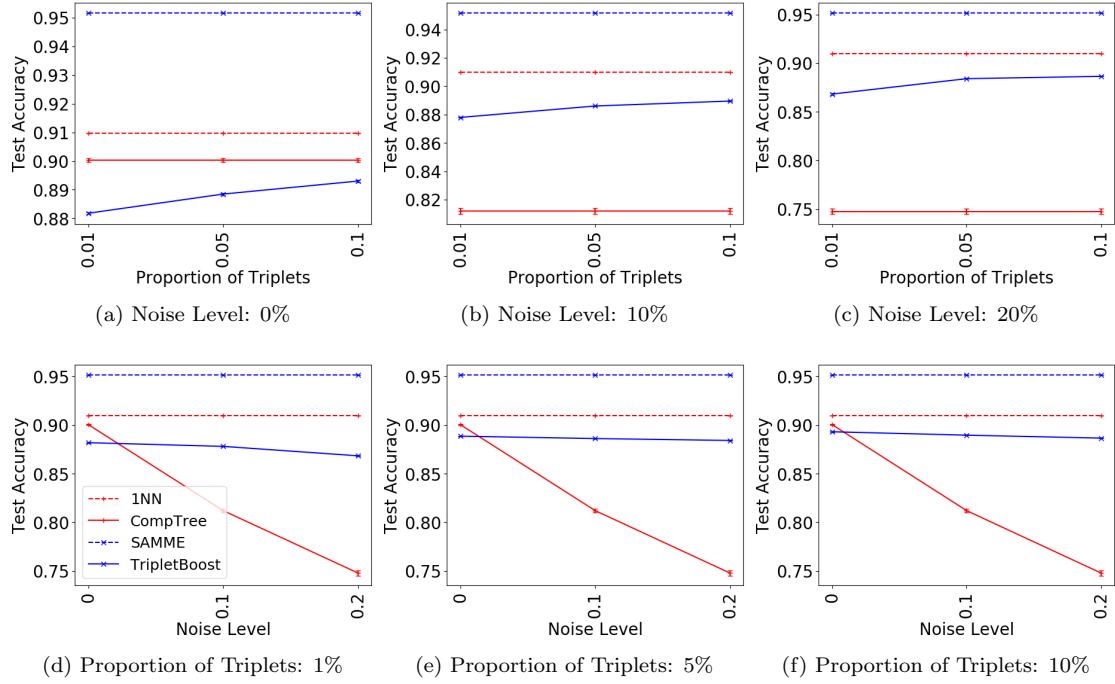 Test Accuracy
0.95
0.94
0.93
0.92
0.91
0.90
0.89
0.88
0.01
0.05
0.1
Proportion of Triplets
(a) Noise Level: 0%
Test Accuracy
0.94
0.92
0.90
0.88
0.86
0.84
0.82
0.01
0.05
0.1
Proportion of Triplets
(b) Noise Level: 10%
Test Accuracy
0.95
0.90
0.85
0.80
0.75
0.01
0.05
0.1
Proportion of Triplets
(c) Noise Level: 20%
Test Accuracy
0.95
0.90
0.85
0.80
0.75
1NN
CompTree
SAMME
TripletBoost
0
0.1
0.2
Noise Level
(d) Proportion of Triplets: 1%
Test Accuracy
0.95
0.90
0.85
0.80
0.75
0
0.1
0.2
Noise Level
(e) Proportion of Triplets: 5%
Test Accuracy
0.95
0.90
0.85
0.80
0.75
0
0.1
0.2
Noise Level
(f) Proportion of Triplets: 10%